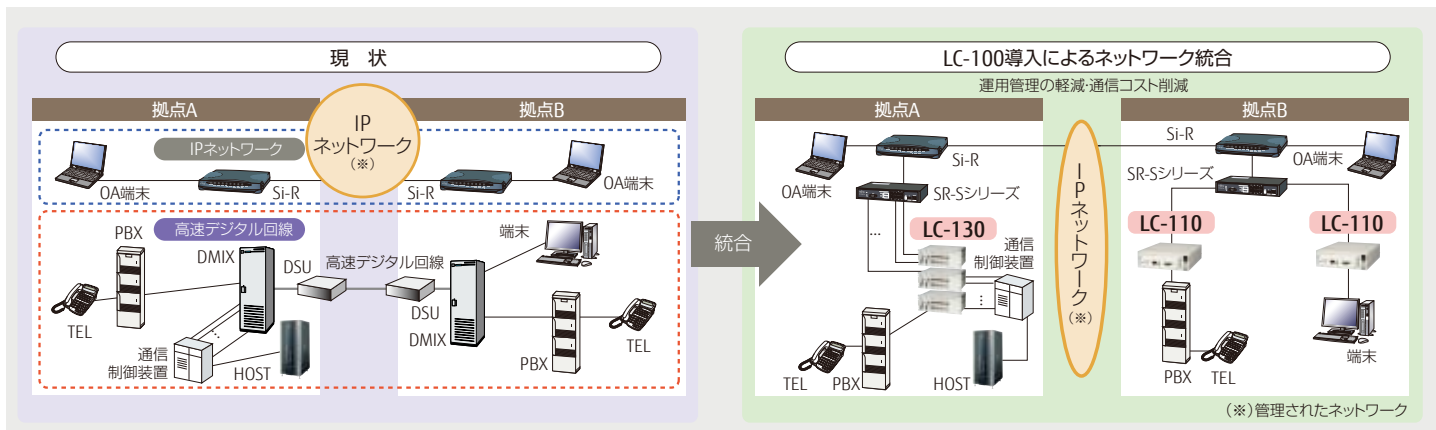 現 状
拠点A
拠点B
IP
ネットワーク
(※)
IPネットワーク
OA端末
Si-R
Si-R
OA端末
高速デジタル回線
PBX
DMIX
DSU
高速デジタル回線
端末
TEL
DSU
DMIX
通信
制御装置
HOST
PBX
TEL
統合
LC-100導入によるネットワーク統合
運用管理の軽減・通信コスト削減
拠点A
拠点B
OA端末
Si-R
SR-Sシリーズ
LC-130
…
通信
制御装置
…
TEL
PBX
HOST
IPネットワーク
(※)
Si-R
OA端末
SR-Sシリーズ
LC-110
LC-110
端末
PBX
TEL
(※)管理されたネットワーク